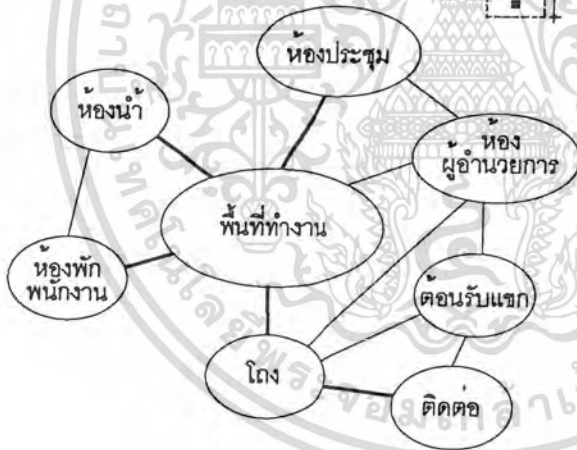 ห้องประชุม
ห้องน้ำ
ห้อง
ผู้อำนวยการ
พื้นที่ทำงาน
ห้องพัก
พนักงาน
ต้อนรับแขก
โถง
ติดต่อ